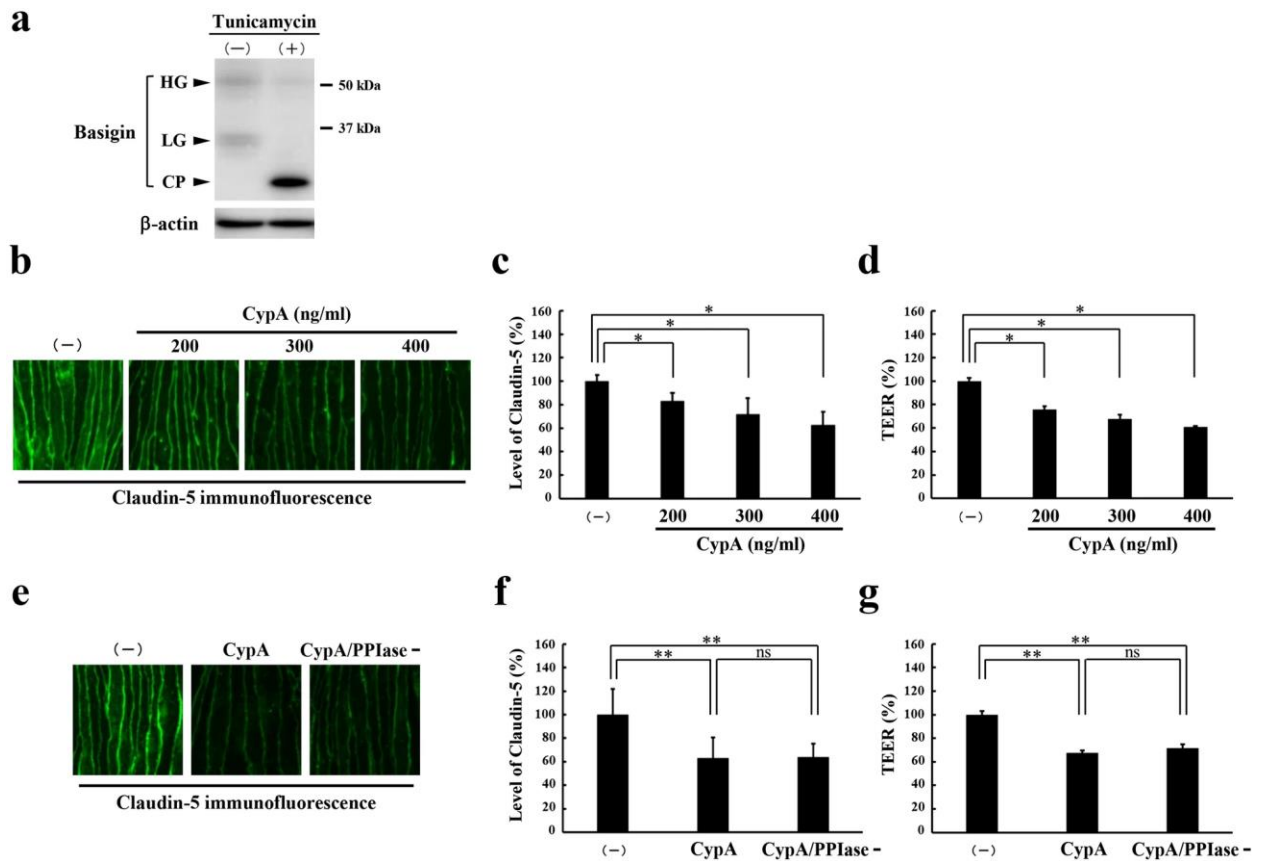 a
Tunicamycin
(−) (+)
Basigin
HG
LG
CP
50 kDa
37 kDa
β-actin
b
CypA (ng/ml)
(−) 200 300 400
Claudin-5 immunofluorescence
c
Level of Claudin-5 (%)
160
140
120
100
80
60
40
20
0
* * *
(−) 200 300 400
CypA (ng/ml)
d
TEER (%)
160
140
120
100
80
60
40
20
0
* * *
(−) 200 300 400
CypA (ng/ml)
e
(−) CypA CypA/PPIase −
Claudin-5 immunofluorescence
f
Level of Claudin-5 (%)
160
140
120
100
80
60
40
20
0
**
** ns
(−) CypA CypA/PPIase −
g
TEER (%)
160
140
120
100
80
60
40
20
0
**
** ns
(−) CypA CypA/PPIase −